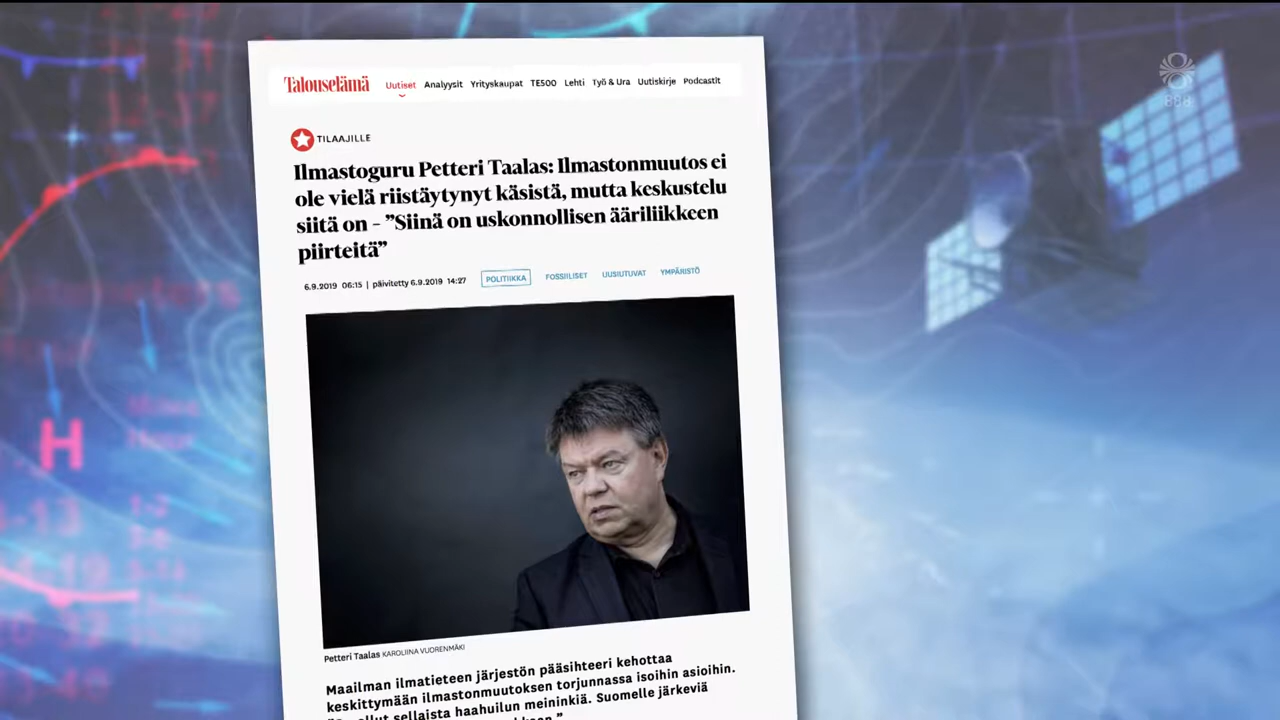 Talouselämä Uutiset Analyysit Yrityskaupat TE500 Lehti Työ & Ura Uutiskirje Podcastit
TILAAJILLE
Ilmastoguru Petteri Taalas: Ilmastonmuutos ei
ole vielä riistäytynyt käsistä, mutta keskustelu
siitä on – ”Siinä on uskonnollisen ääriliikkeen
piirteitä”
6.9.2019 06:15 | päivitetty 6.9.2019 14:27 POLITIIKKA FOSSIILISET UUSIUTUVAT YMPÄRISTÖ
Petteri Taalas KAROLIINA VUORENMÄKI
Maailman ilmatieteen järjestön pääsihteeri kehottaa
keskittymään ilmastonmuutoksen torjunnassa isoihin asioihin.
ollut sellaista haahuilun meininkiä. Suomelle järkeviä
888
H